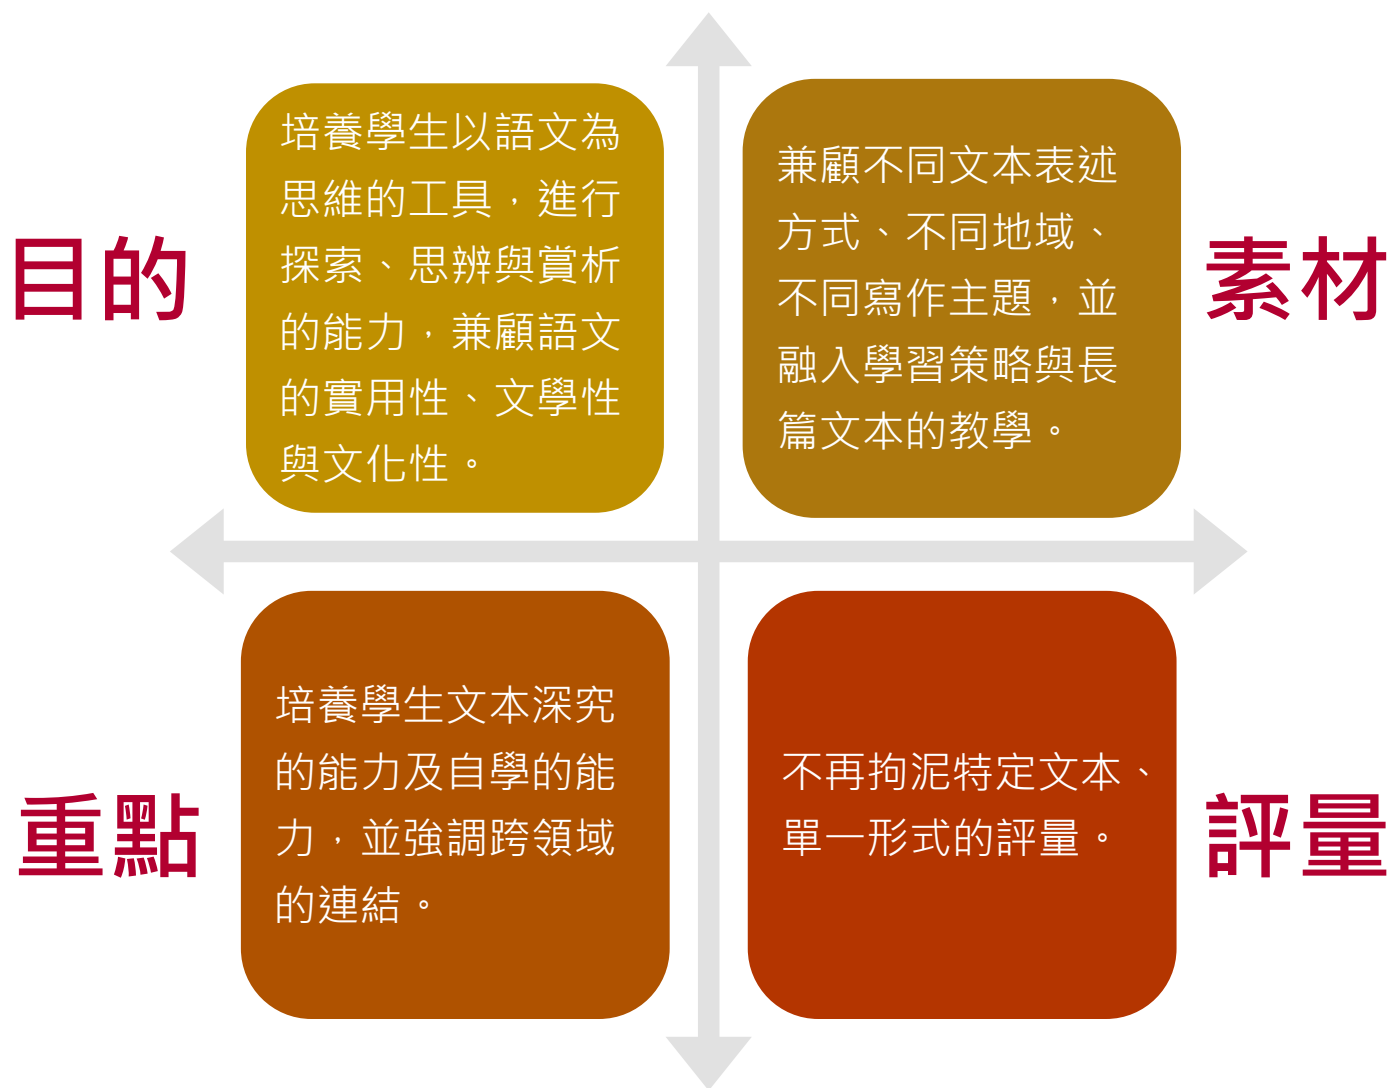 目的
培養學生以語文為
思維的工具，進行
探索、思辨與賞析
的能力，兼顧語文
的實用性、文學性
與文化性。
兼顧不同文本表述
方式、不同地域、
不同寫作主題，並
融入學習策略與長
篇文本的教學。
素材
重點
培養學生文本深究
的能力及自學的能
力，並強調跨領域
的連結。
不再拘泥特定文本、
單一形式的評量。
評量